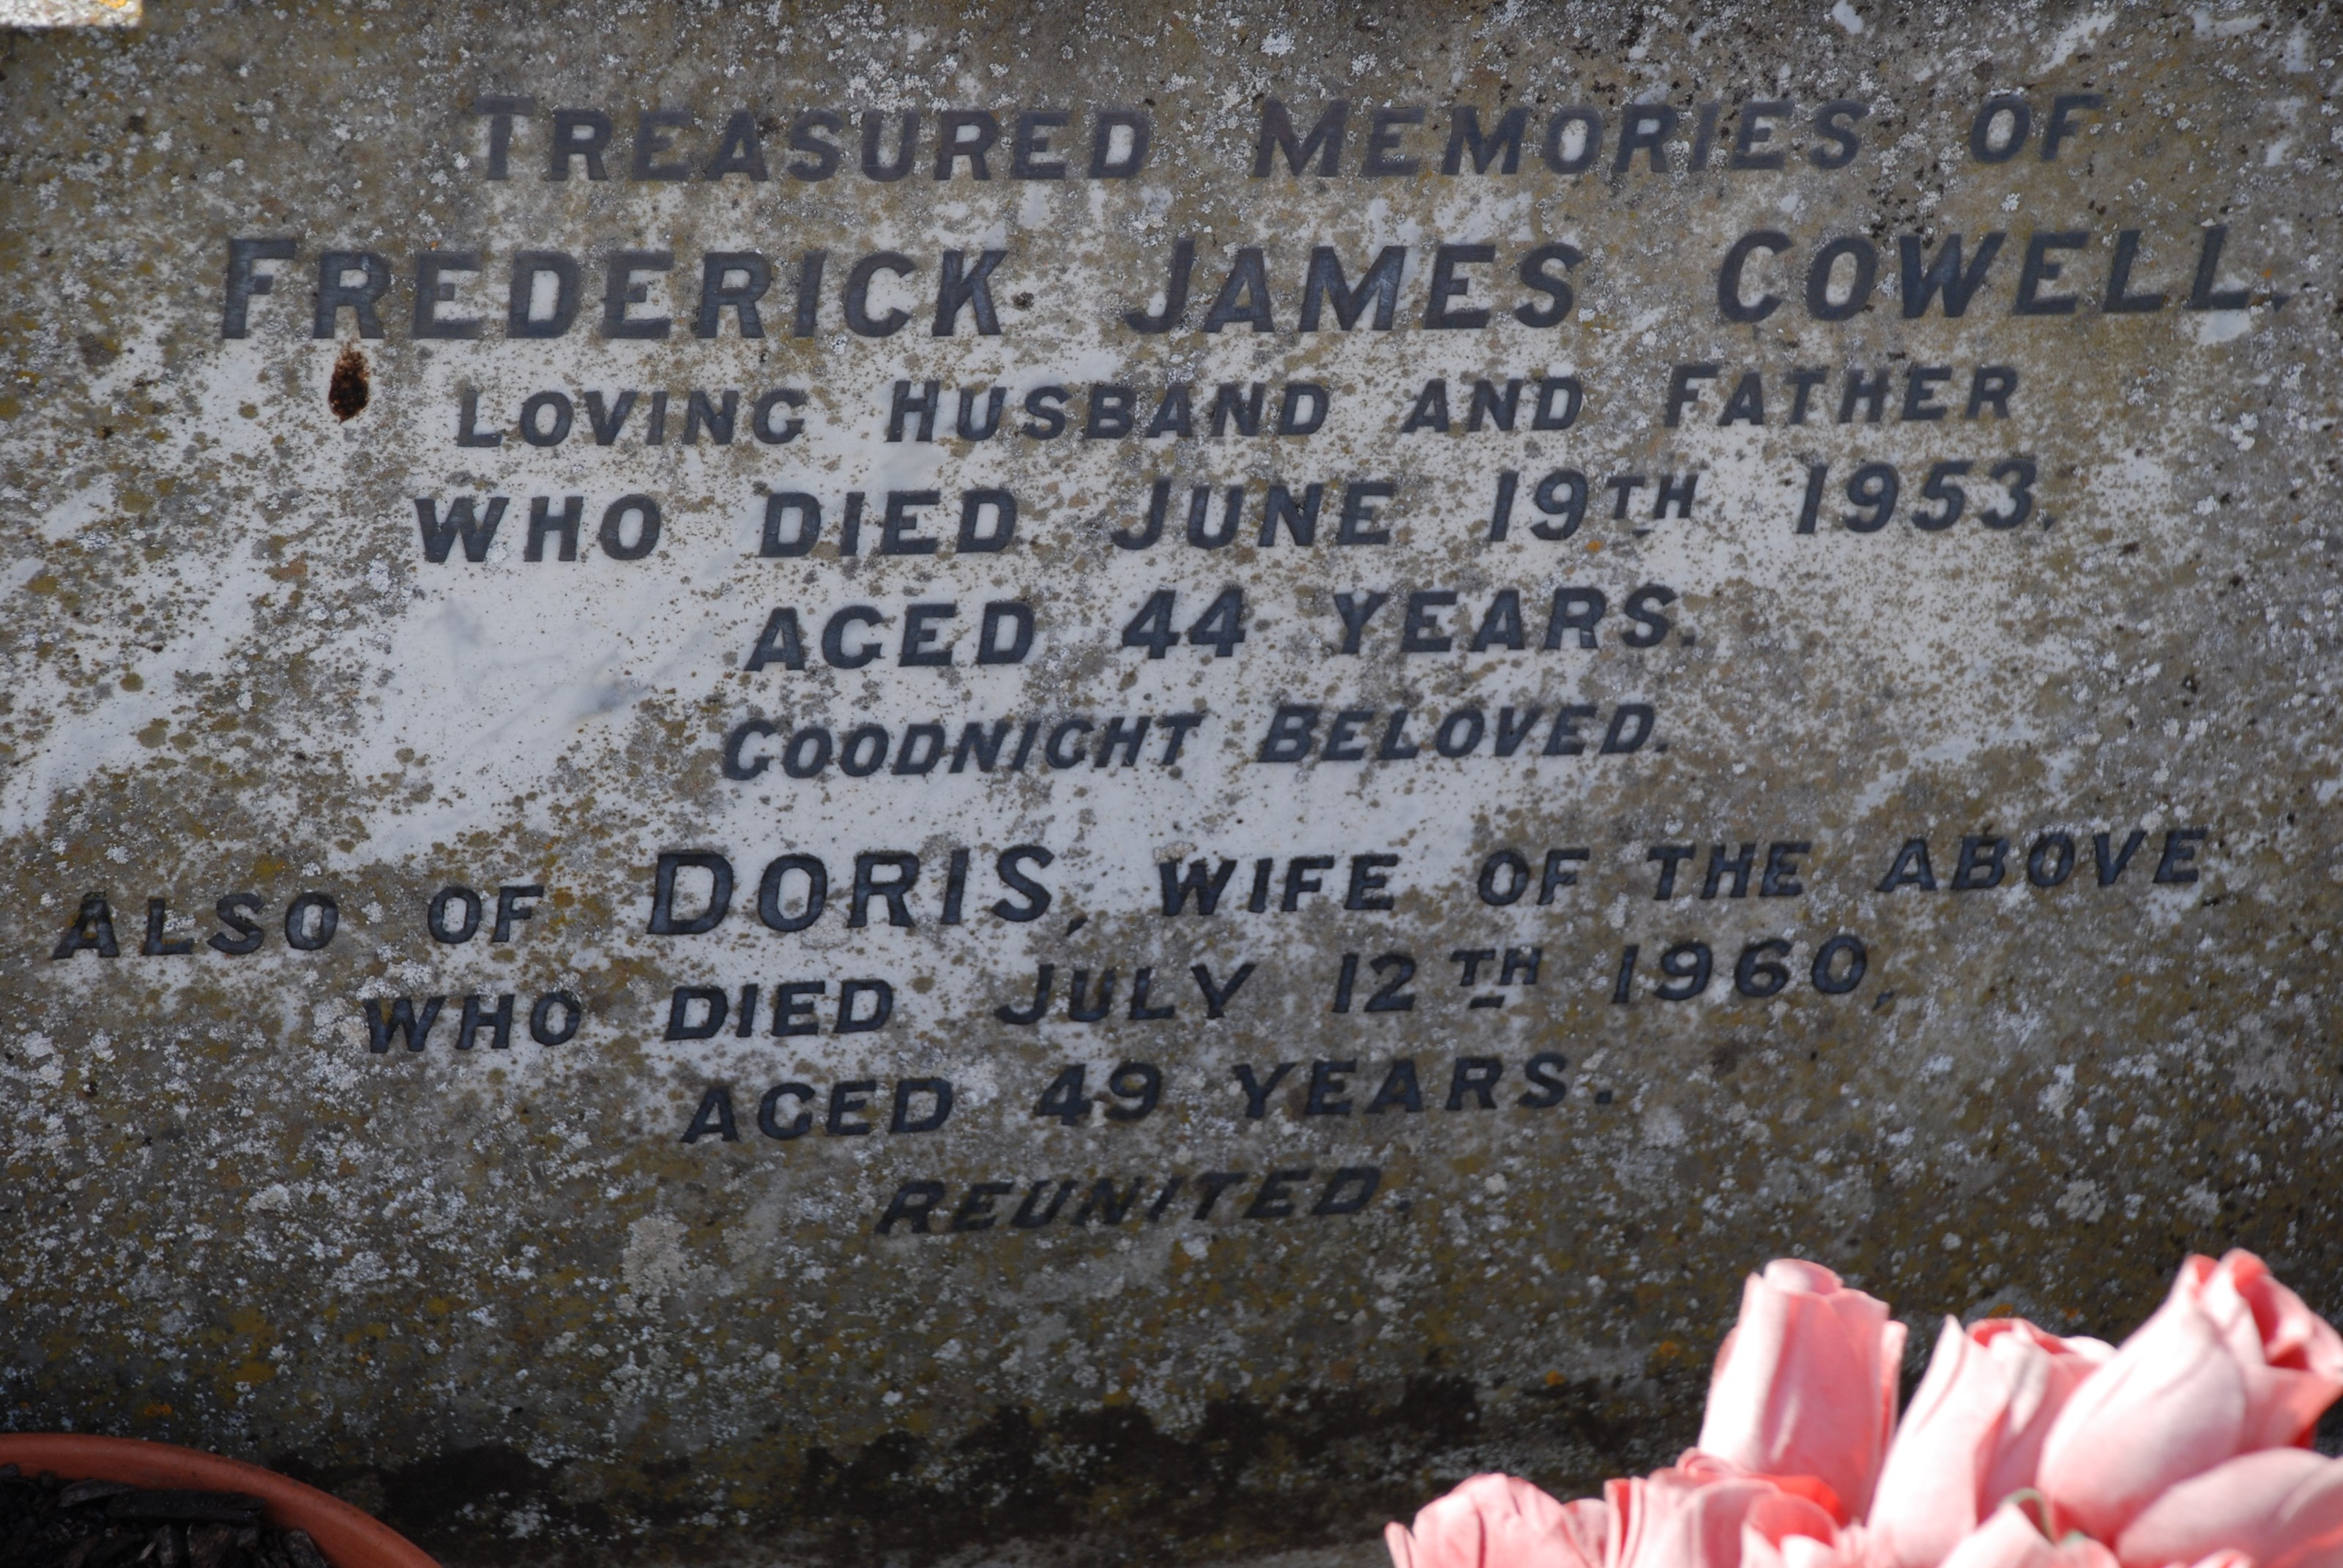 TREASURED MEMORIES OF
FREDERICK JAMES COWELL,
LOVING HUSBAND AND FATHER
WHO DIED JUNE 19TH 1953,
AGED 44 YEARS.
GOODNIGHT BELOVED.
ALSO OF DORIS, WIFE OF THE ABOVE,
WHO DIED JULY 12TH 1960,
AGED 49 YEARS.
REUNITED.